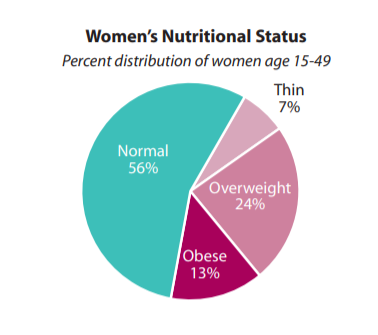 Women's Nutritional Status
Percent distribution of women age 15-49
Thin
7%
Normal
56%
Overweight
24%
Obese
13%